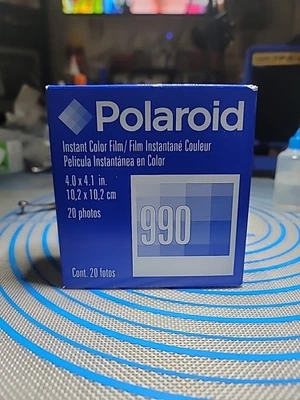 Polaroid
Instant Color Film/ Film Instantané Couleur
Película Instantánea en Color
4.0 x 4.1 in.
10,2 x 10,2 cm
20 photos
990
Cont. 20 fotos